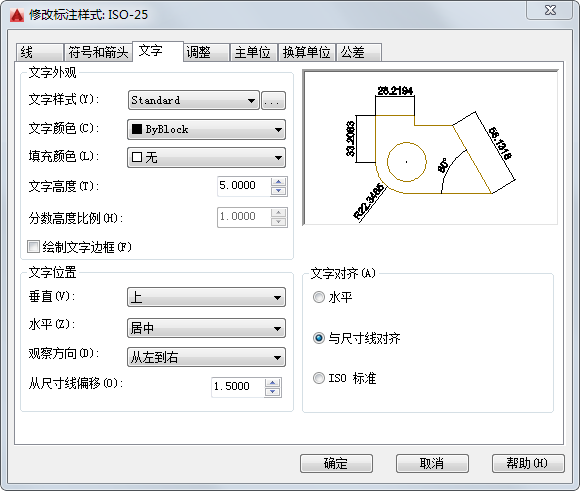 修改标注样式: ISO-25
线 符号和箭头 文字 调整 主单位 换算单位 公差
文字外观
文字样式(Y): Standard ...
文字颜色(C): ByBlock
填充颜色(L): 无
文字高度(T): 5.0000
分数高度比例(H): 1.0000
绘制文字边框(F)
26.2194
33.2063
56.1318
60°
R22.3485
文字位置
垂直(V): 上
水平(Z): 居中
观察方向(D): 从左到右
从尺寸线偏移(O): 1.5000
文字对齐(A)
水平
与尺寸线对齐
ISO 标准
确定 取消 帮助(H)